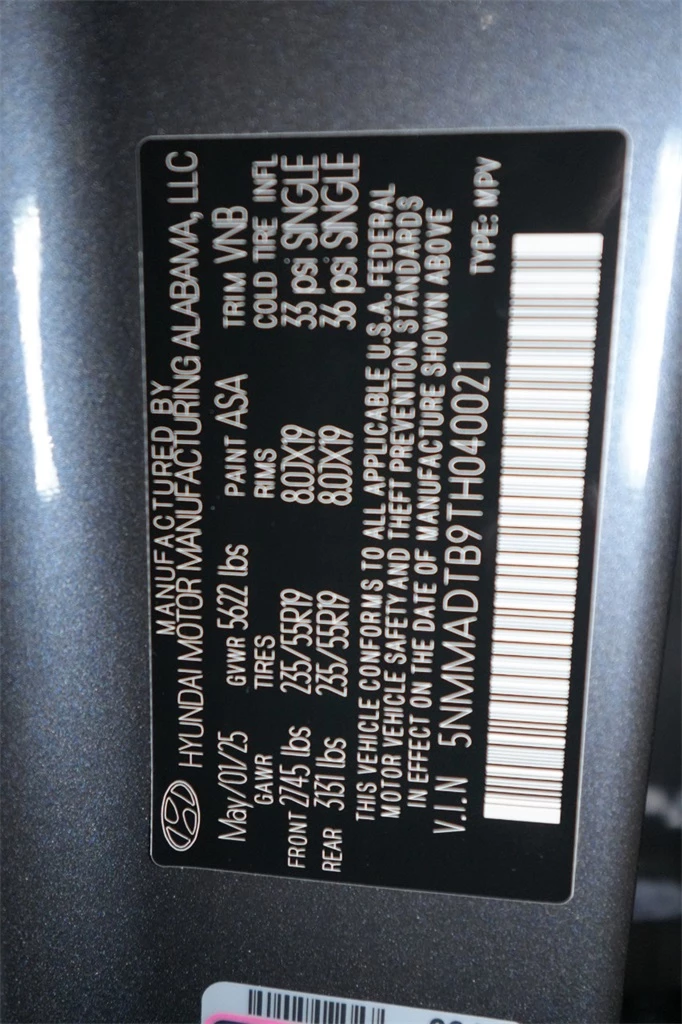 MANUFACTURED BY
HYUNDAI MOTOR MANUFACTURING ALABAMA, LLC
May/01/25 GVWR 5622 lbs PAINT ASA TRIM VNB
GAWR TIRES RIMS COLD TIRE INFL
FRONT 2745 lbs 235/55R19 8.0JX19 33 psi SINGLE
REAR 3131 lbs 235/55R19 8.0JX19 36 psi SINGLE
THIS VEHICLE CONFORMS TO ALL APPLICABLE U.S.A. FEDERAL
MOTOR VEHICLE SAFETY AND THEFT PREVENTION STANDARDS
IN EFFECT ON THE DATE OF MANUFACTURE SHOWN ABOVE
V.I.N 5NMMADTB9TH040021 TYPE: MPV